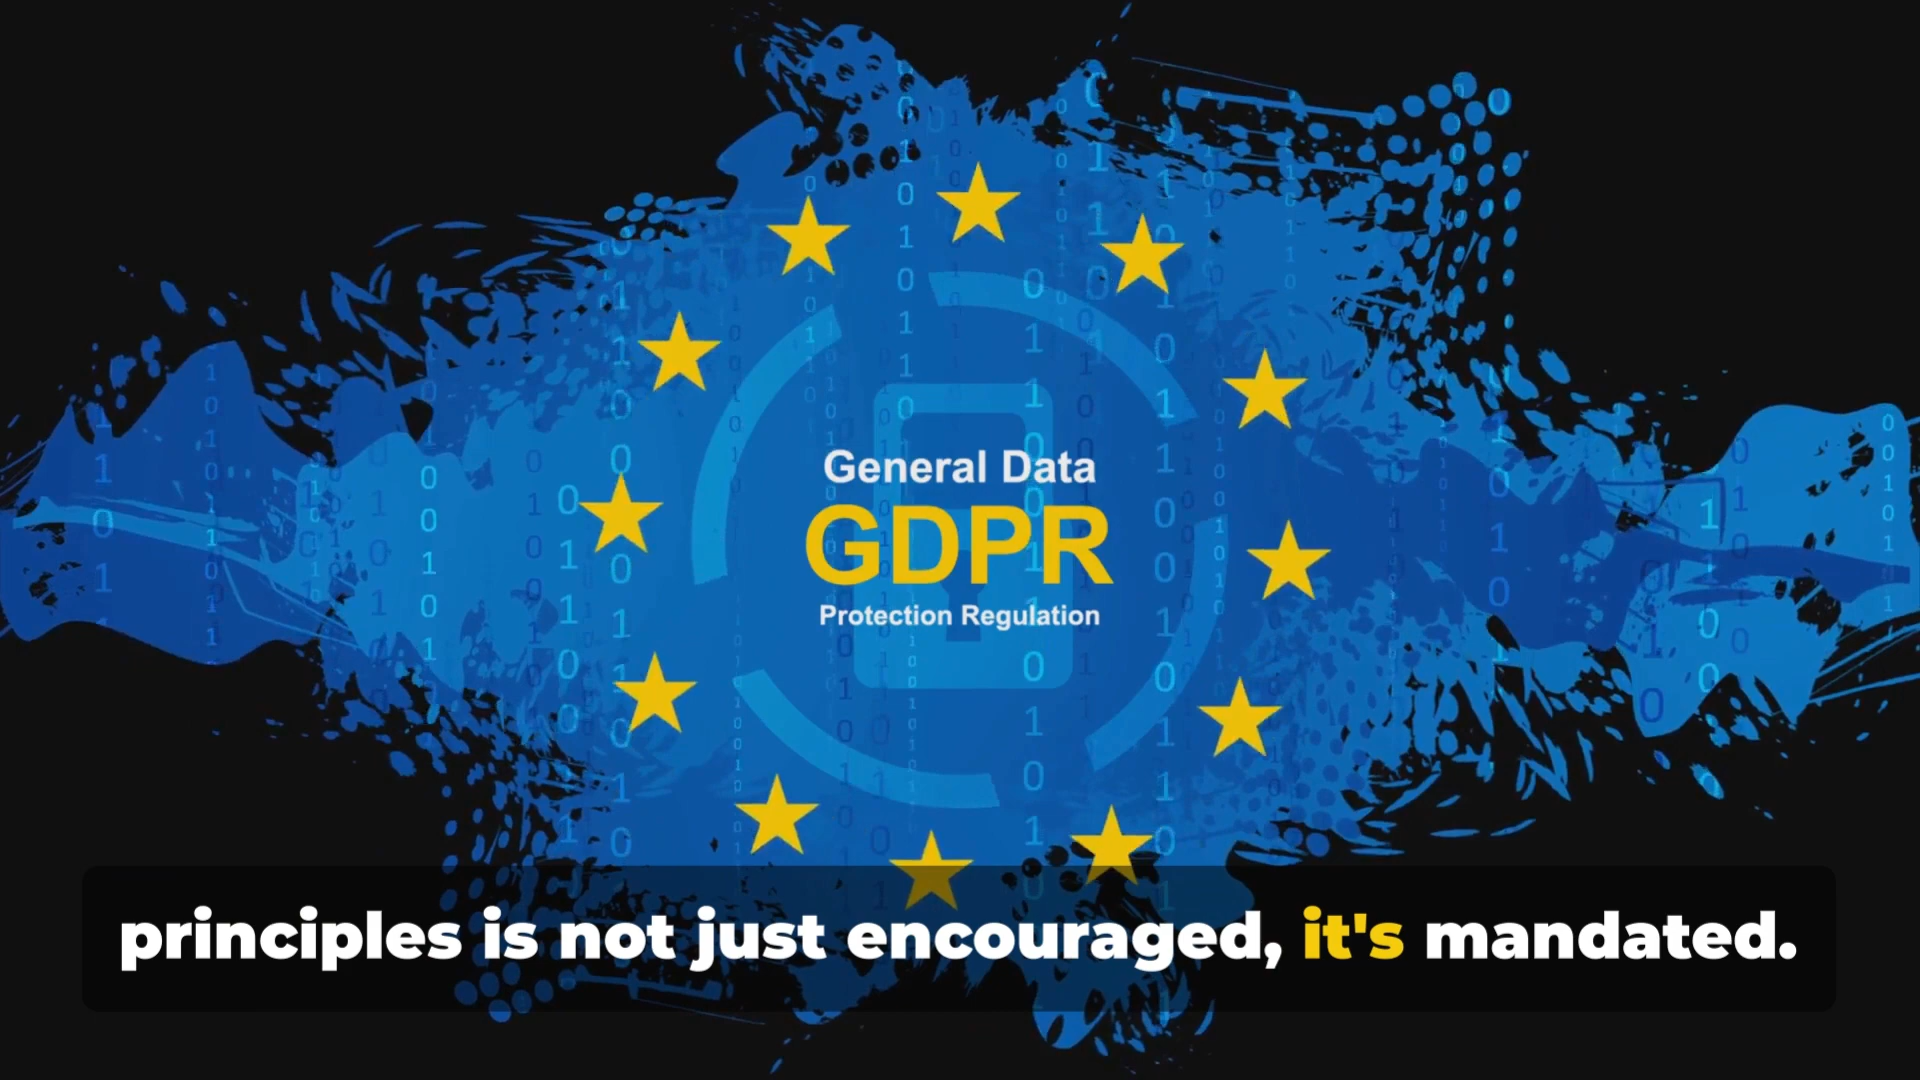 General Data
GDPR
Protection Regulation
principles is not just encouraged, it's mandated.